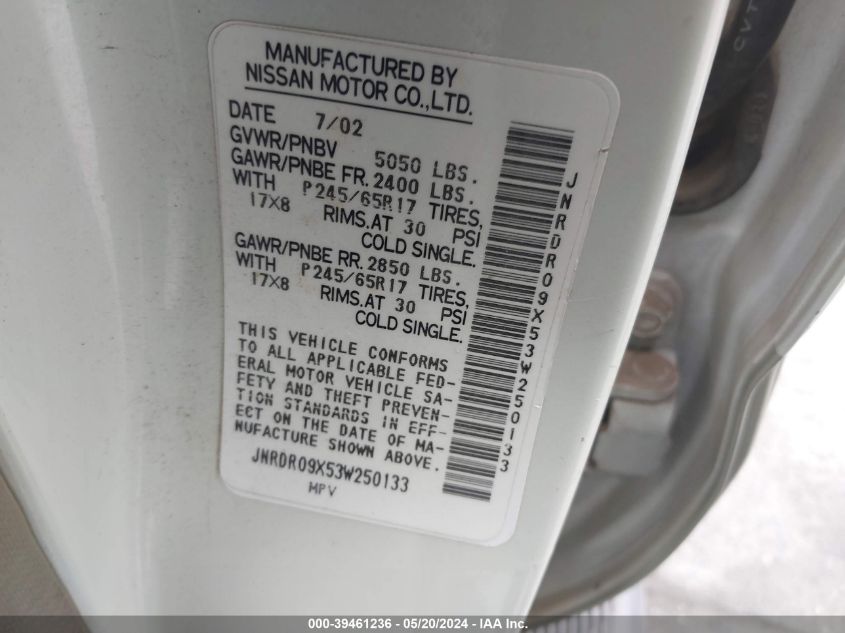 MANUFACTURED BY
NISSAN MOTOR CO.,LTD.
DATE 7/02
GVWR/PNBV 5050 LBS.
GAWR/PNBE FR. 2400 LBS.
WITH P245/65R17 TIRES,
17X8 RIMS.AT 30 PSI
COLD SINGLE.
GAWR/PNBE RR. 2850 LBS.
WITH P245/65R17 TIRES,
17X8 RIMS.AT 30 PSI
COLD SINGLE.
THIS VEHICLE CONFORMS
TO ALL APPLICABLE FED-
ERAL MOTOR VEHICLE SA-
FETY AND THEFT PREVEN-
TION STANDARDS IN EFF-
ECT ON THE DATE OF MA-
NUFACTURE SHOWN ABOVE.
JNRDR09X53W250133
MPV
JNRDR09X53W250133
000-39461236 - 05/20/2024 - IAA Inc.